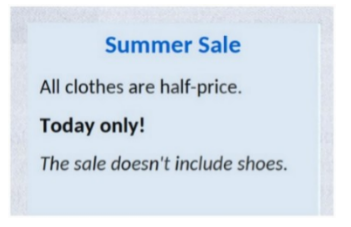 Summer Sale
All clothes are half-price.
Today only!
The sale doesn't include shoes.